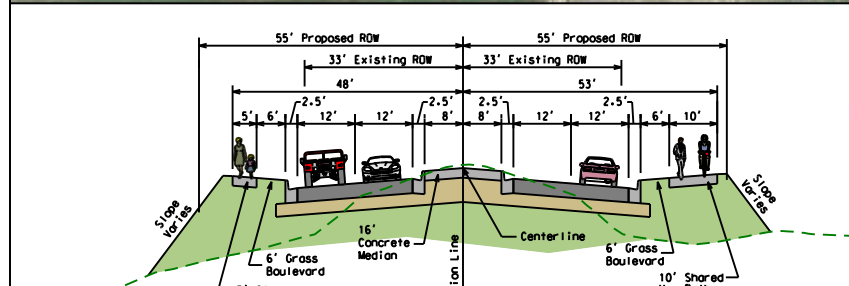 55' Proposed ROW
55' Proposed ROW
33' Existing ROW
33' Existing ROW
48'
53'
2.5'
2.5'
2.5'
2.5'
5'
6'
12'
12'
8'
8'
12'
12'
6'
10'
Slope
Varies
Slope
Varies
16'
Concrete
Median
Centerline
6' Grass
Boulevard
6' Grass
Boulevard
ion Line
10' Shared